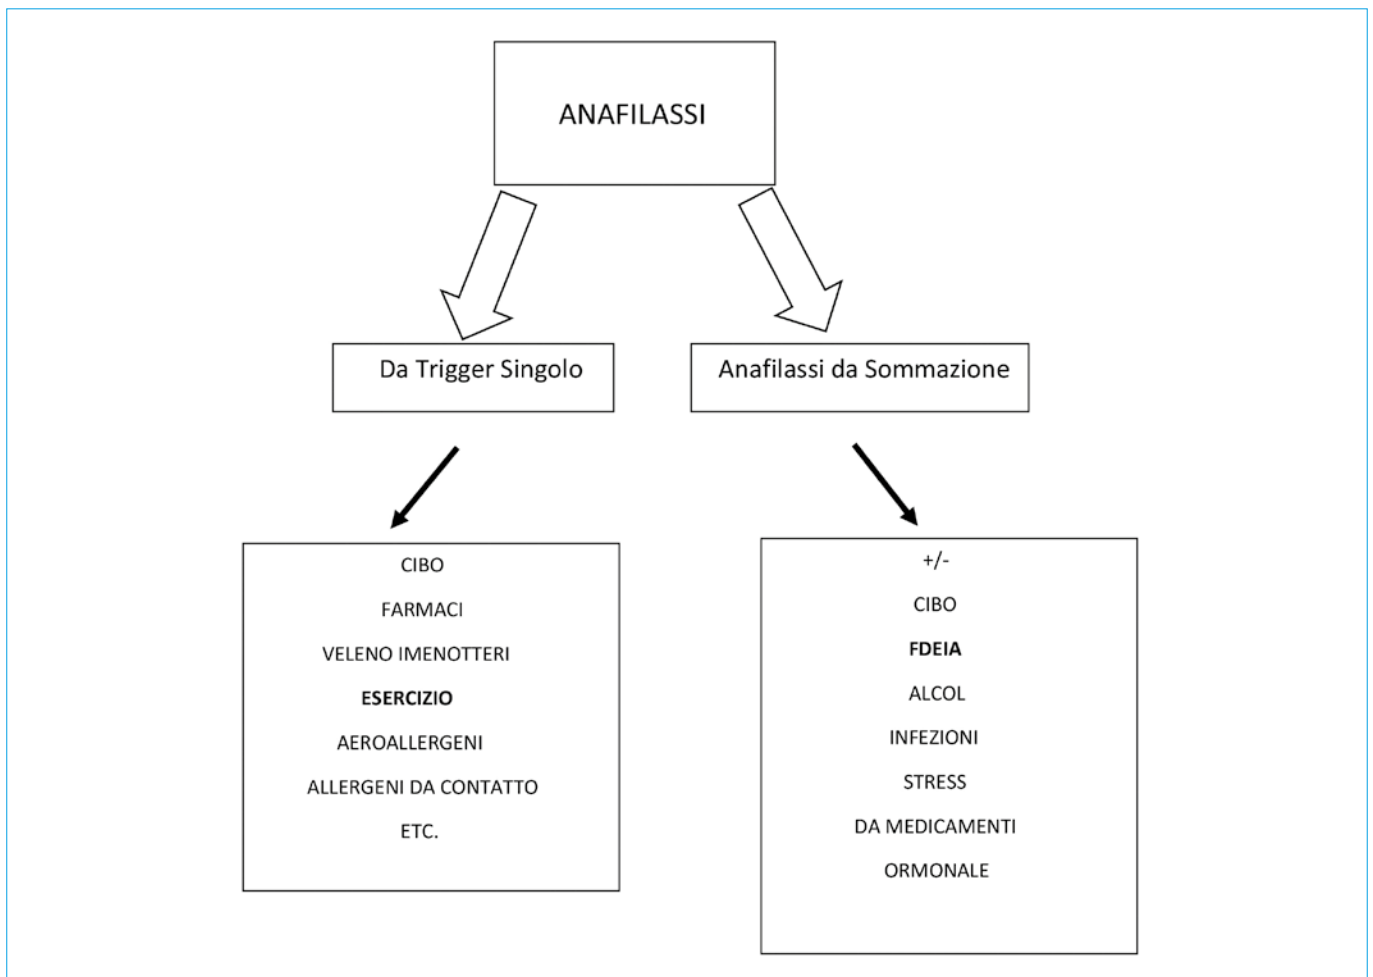 ANAFILASSI
Da Trigger Singolo
Anafilassi da Sommazione
CIBO
FARMACI
VELENO IMENOTTERI
ESERCIZIO
AEROALLERGENI
ALLERGENI DA CONTATTO
ETC.
+/-
CIBO
FDEIA
ALCOL
INFEZIONI
STRESS
DA MEDICAMENTI
ORMONALE